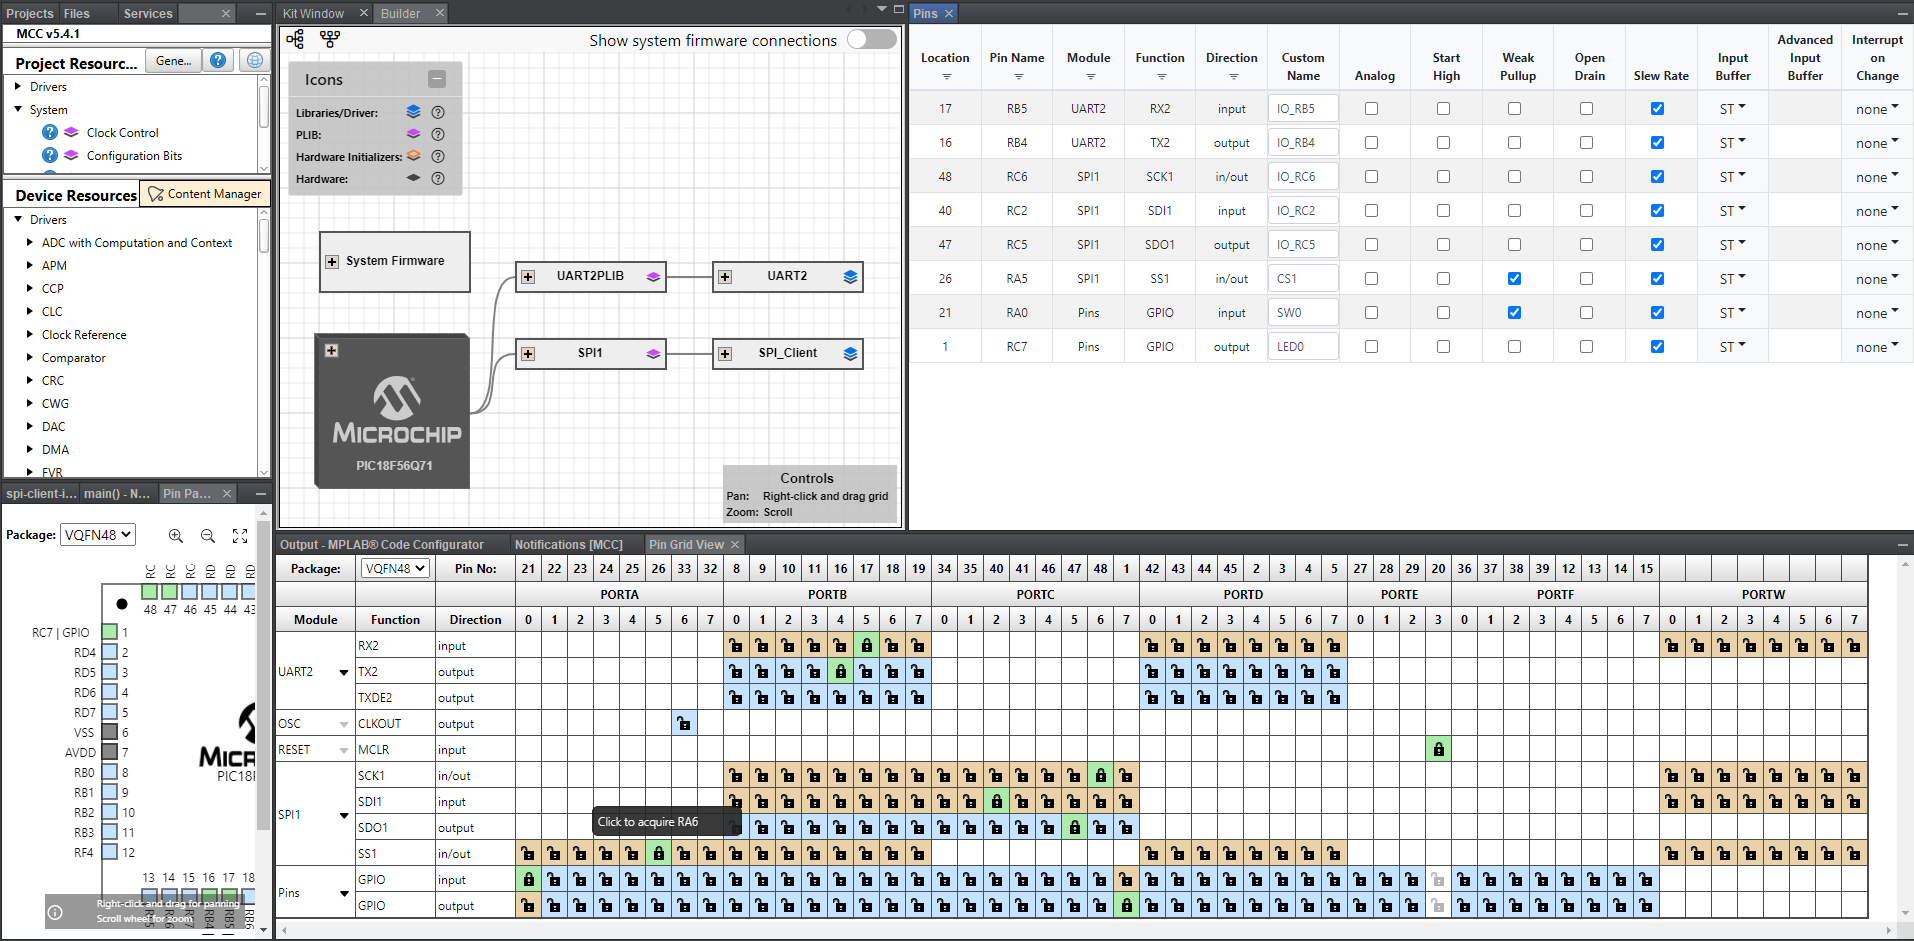 Projects Files Services
MCC v5.4.1
Project Resourc... Gene...
Drivers
System
Clock Control
Configuration Bits
Device Resources Content Manager
Drivers
ADC with Computation and Context
APM
CCP
CLC
Clock Reference
Comparator
CRC
CWG
DAC
DMA
FVR
Kit Window Builder
Show system firmware connections
Icons
Libraries/Driver:
PLIB:
Hardware Initializers:
Hardware:
System Firmware
UART2PLIB UART2
SPI1 SPI_Client
MICROCHIP
PIC18F56Q71
Controls
Pan: Right-click and drag grid
Zoom: Scroll
Pins
Location Pin Name Module Function Direction Custom Name Analog Start High Weak Pullup Open Drain Slew Rate Input Buffer Advanced Input Buffer Interrupt on Change
17 RB5 UART2 RX2 input IO_RB5 ST none
16 RB4 UART2 TX2 output IO_RB4 ST none
48 RC6 SPI1 SCK1 in/out IO_RC6 ST none
40 RC2 SPI1 SDI1 input IO_RC2 ST none
47 RC5 SPI1 SDO1 output IO_RC5 ST none
26 RA5 SPI1 SS1 in/out CS1 ST none
21 RA0 Pins GPIO input SW0 ST none
1 RC7 Pins GPIO output LED0 ST none
spi-client-i... main() - N... Pin Pa...
Package: VQFN48
RC RC RC RD RD RD
48 47 46 45 44 43
RC7 | GPIO 1
RD4 2
RD5 3
RD6 4
RD7 5
VSS 6
AVDD 7
RB0 8
RB1 9
RB2 10
RB3 11
RF4 12
MICR
PIC18F
13 14 15 16 17 18
Right-click and drag for panning
Scroll wheel for zoom
Output - MPLAB® Code Configurator Notifications [MCC] Pin Grid View
Package: VQFN48 Pin No: 21 22 23 24 25 26 33 32 8 9 10 11 16 17 18 19 34 35 40 41 46 47 48 1 42 43 44 45 2 3 4 5 27 28 29 20 36 37 38 39 12 13 14 15
PORTA PORTB PORTC PORTD PORTE PORTF PORTW
Module Function Direction 0 1 2 3 4 5 6 7 0 1 2 3 4 5 6 7 0 1 2 3 4 5 6 7 0 1 2 3 4 5 6 7 0 1 2 3 0 1 2 3 4 5 6 7 0 1 2 3 4 5 6 7
UART2
RX2 input
TX2 output
TXDE2 output
OSC CLKOUT output
RESET MCLR input
SPI1
SCK1 in/out
SDI1 input
Click to acquire RA6
SDO1 output
SS1 in/out
Pins
GPIO input
GPIO output